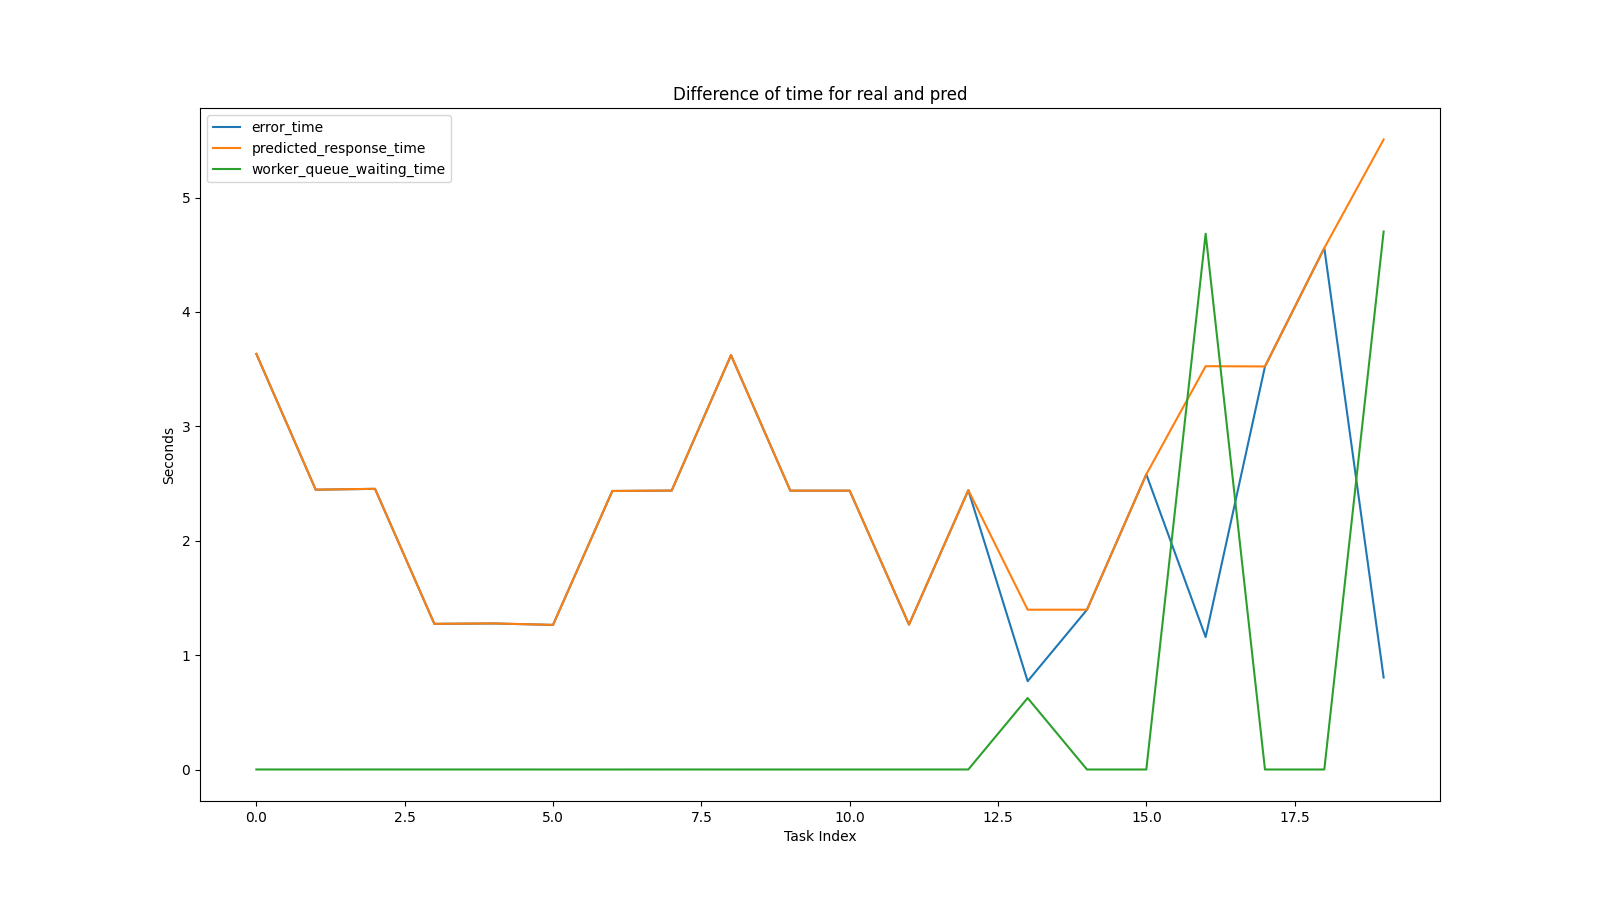 Difference of time for real and pred
error_time
predicted_response_time
worker_queue_waiting_time
5
4
3
2
1
0
Seconds
0.0 2.5 5.0 7.5 10.0 12.5 15.0 17.5
Task Index